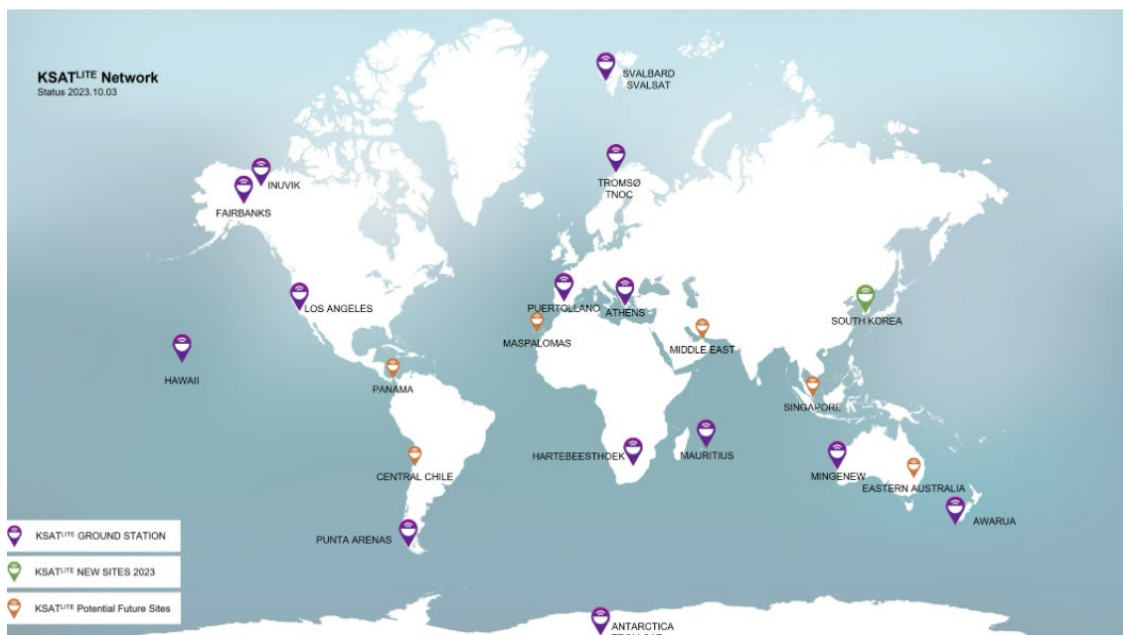 KSATLITE Network
Status 2023.10.03
SVALBARD
SVALSAT
TROMSØ
TNOC
INUVIK
FAIRBANKS
LOS ANGELES
PUERTOLLANO
ATHENS
SOUTH KOREA
MASPALOMAS
MIDDLE EAST
HAWAII
PANAMA
SINGAPORE
HARTEBEESTHOEK
MAURITIUS
CENTRAL CHILE
MINGENEW
EASTERN AUSTRALIA
AWARUA
PUNTA ARENAS
KSATLITE GROUND STATION
KSATLITE NEW SITES 2023
KSATLITE Potential Future Sites
ANTARCTICA